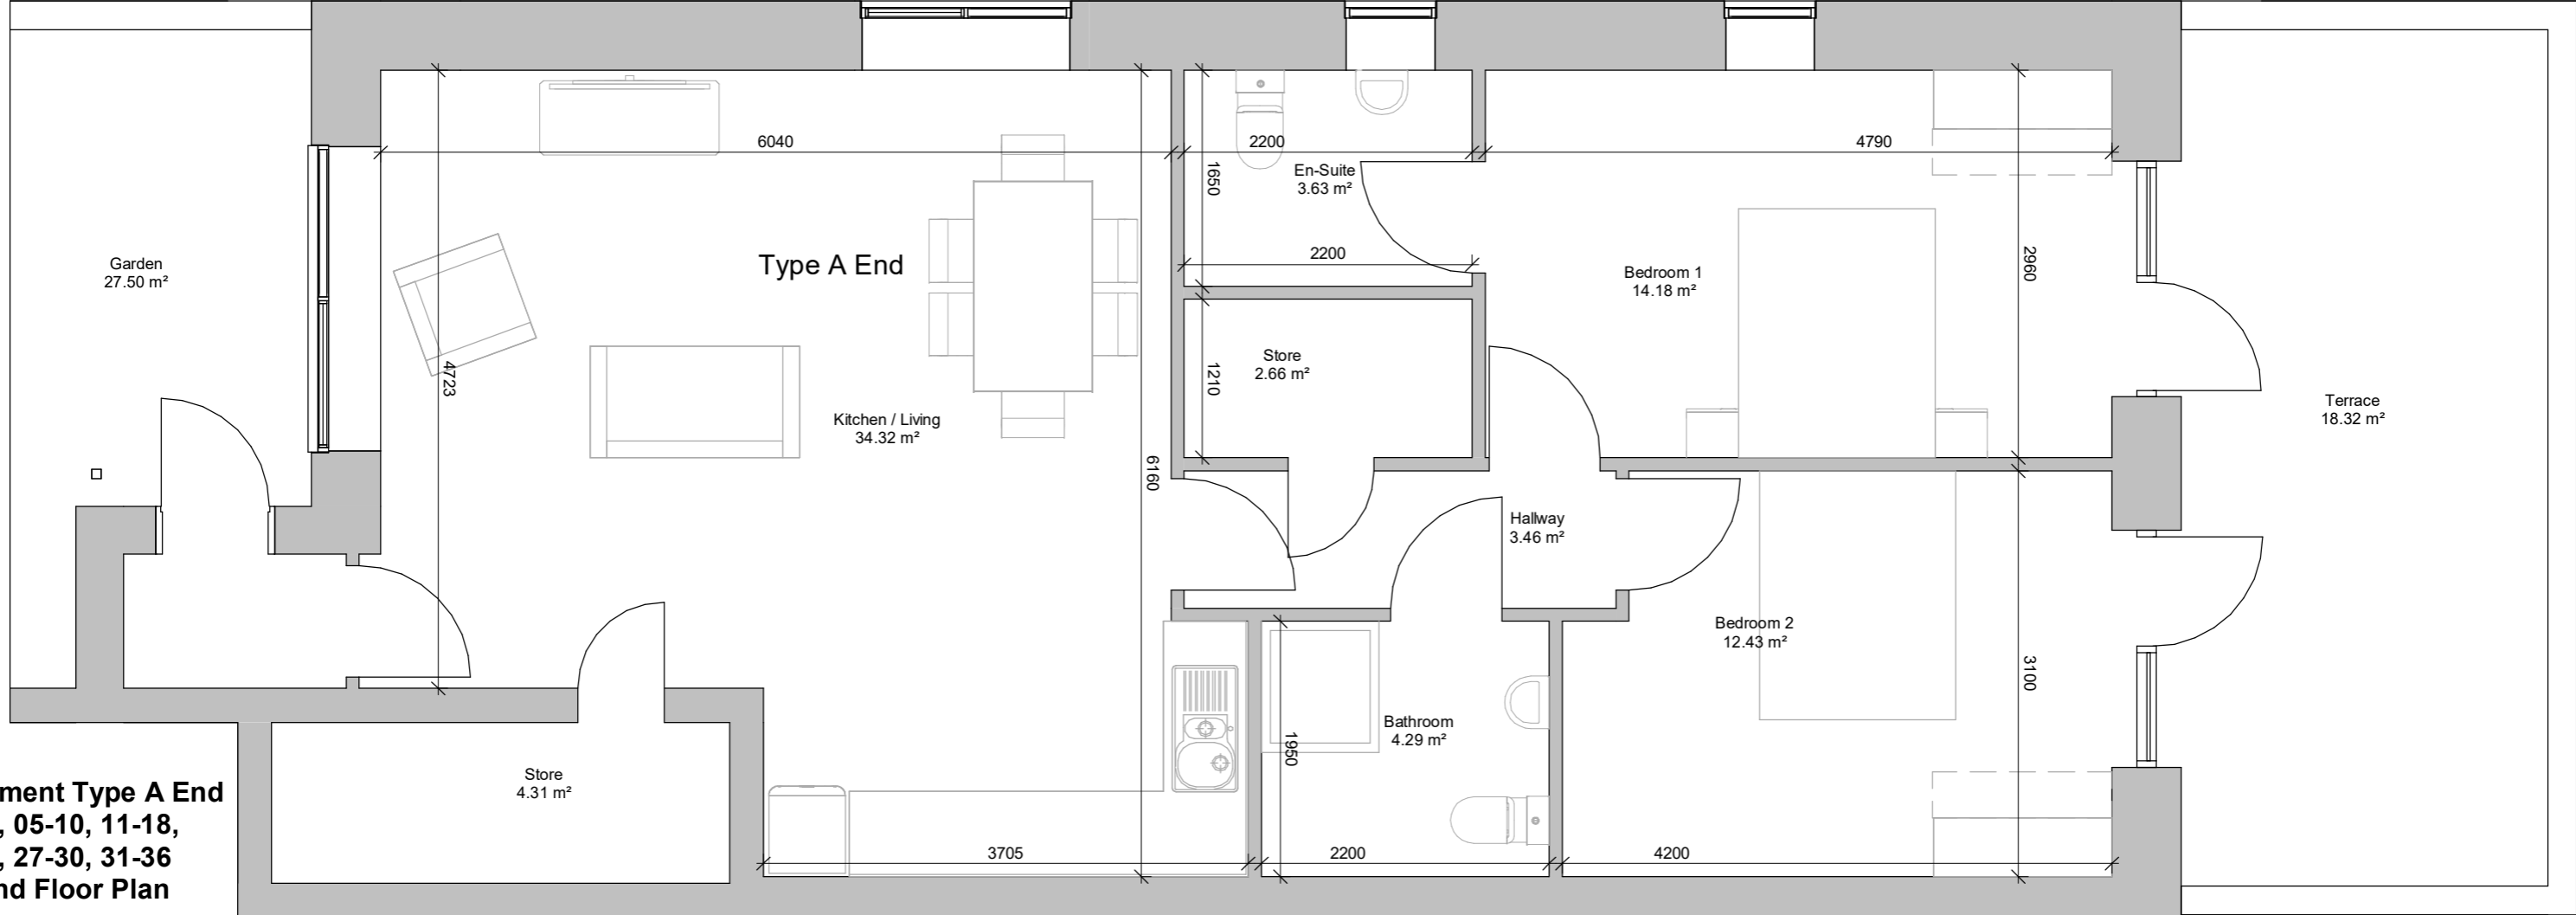 6040
2200
4790
1650
En-Suite
3.63 m²
2200
Garden
27.50 m²
Type A End
Bedroom 1
14.18 m²
2960
4723
Store
2.66 m²
1210
Kitchen / Living
34.32 m²
Terrace
18.32 m²
6160
Hallway
3.46 m²
Bedroom 2
12.43 m²
3100
Bathroom
4.29 m²
1950
Store
4.31 m²
3705
2200
4200
ment Type A End
, 05-10, 11-18,
, 27-30, 31-36
nd Floor Plan